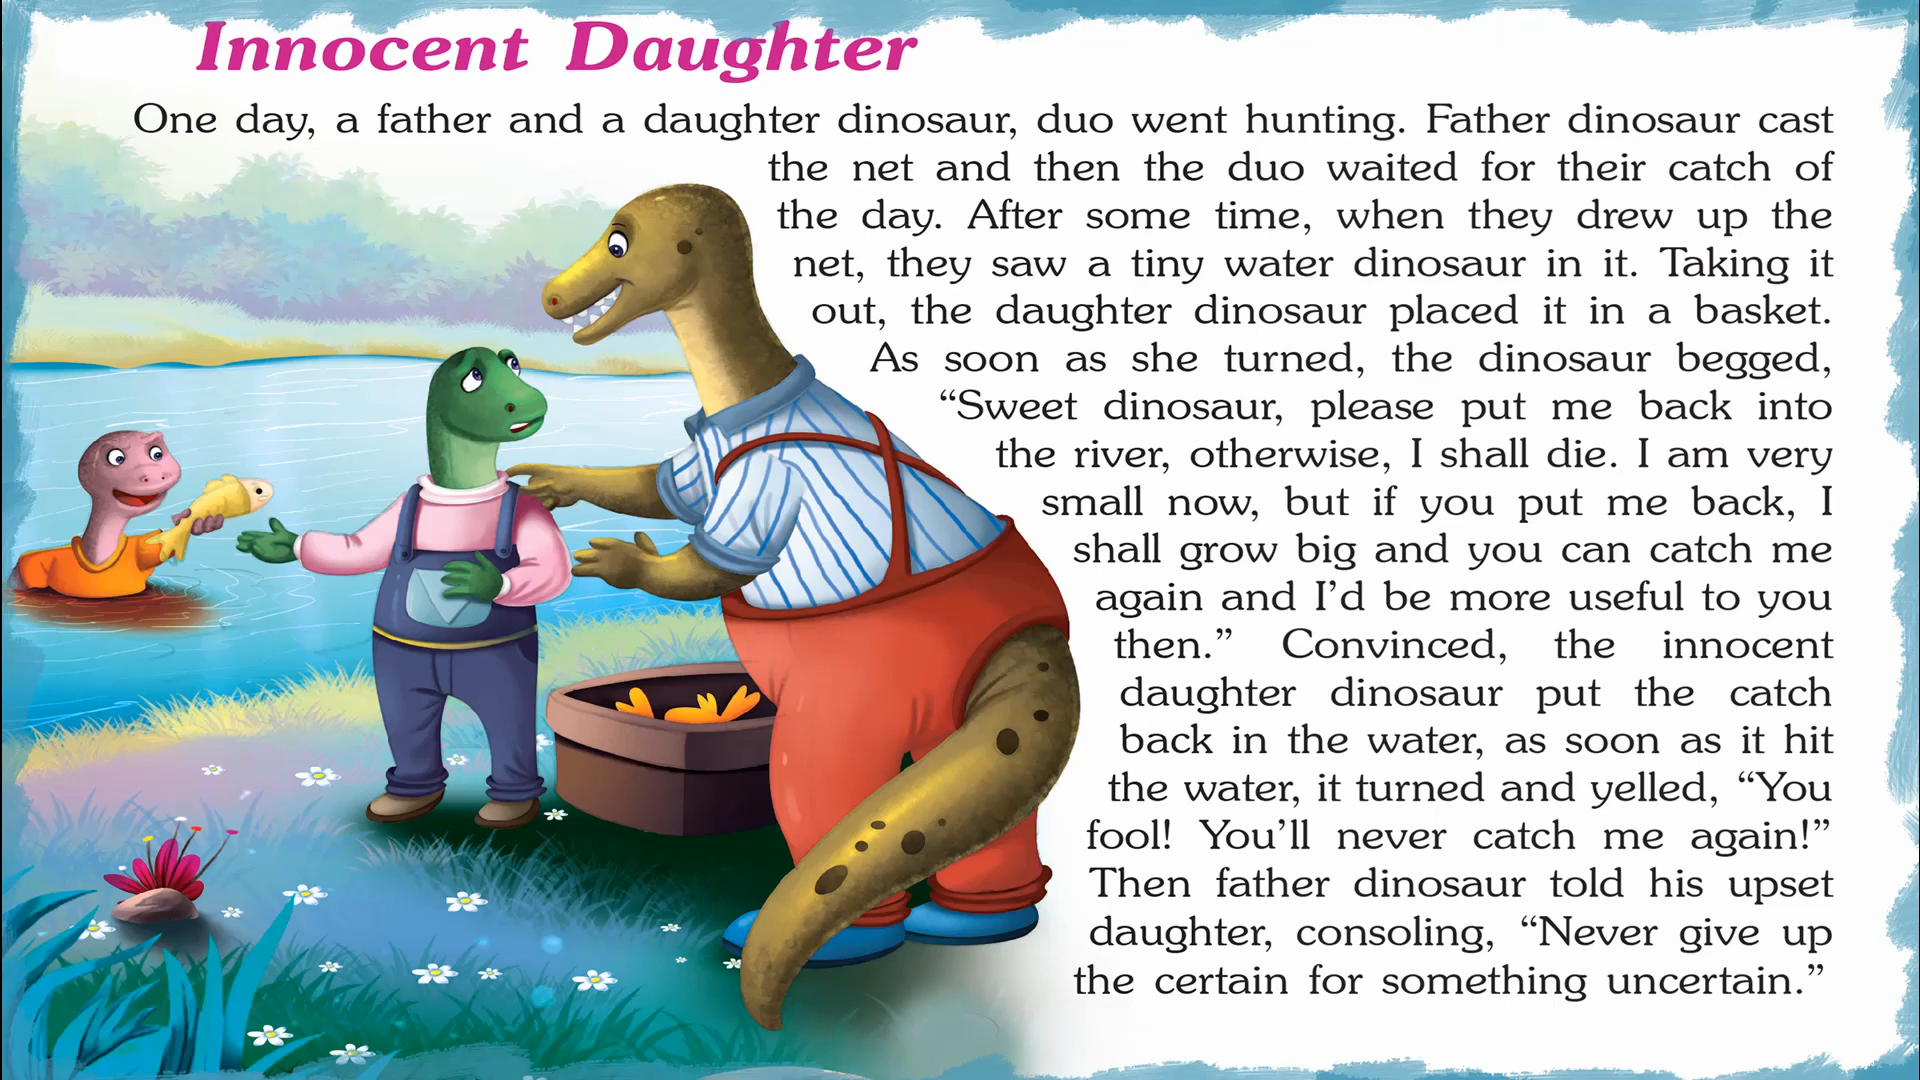 Innocent Daughter
One day, a father and a daughter dinosaur, duo went hunting. Father dinosaur cast
the net and then the duo waited for their catch of
the day. After some time, when they drew up the
net, they saw a tiny water dinosaur in it. Taking it
out, the daughter dinosaur placed it in a basket.
As soon as she turned, the dinosaur begged,
“Sweet dinosaur, please put me back into
the river, otherwise, I shall die. I am very
small now, but if you put me back, I
shall grow big and you can catch me
again and I’d be more useful to you
then.” Convinced, the innocent
daughter dinosaur put the catch
back in the water, as soon as it hit
the water, it turned and yelled, “You
fool! You’ll never catch me again!”
Then father dinosaur told his upset
daughter, consoling, “Never give up
the certain for something uncertain.”